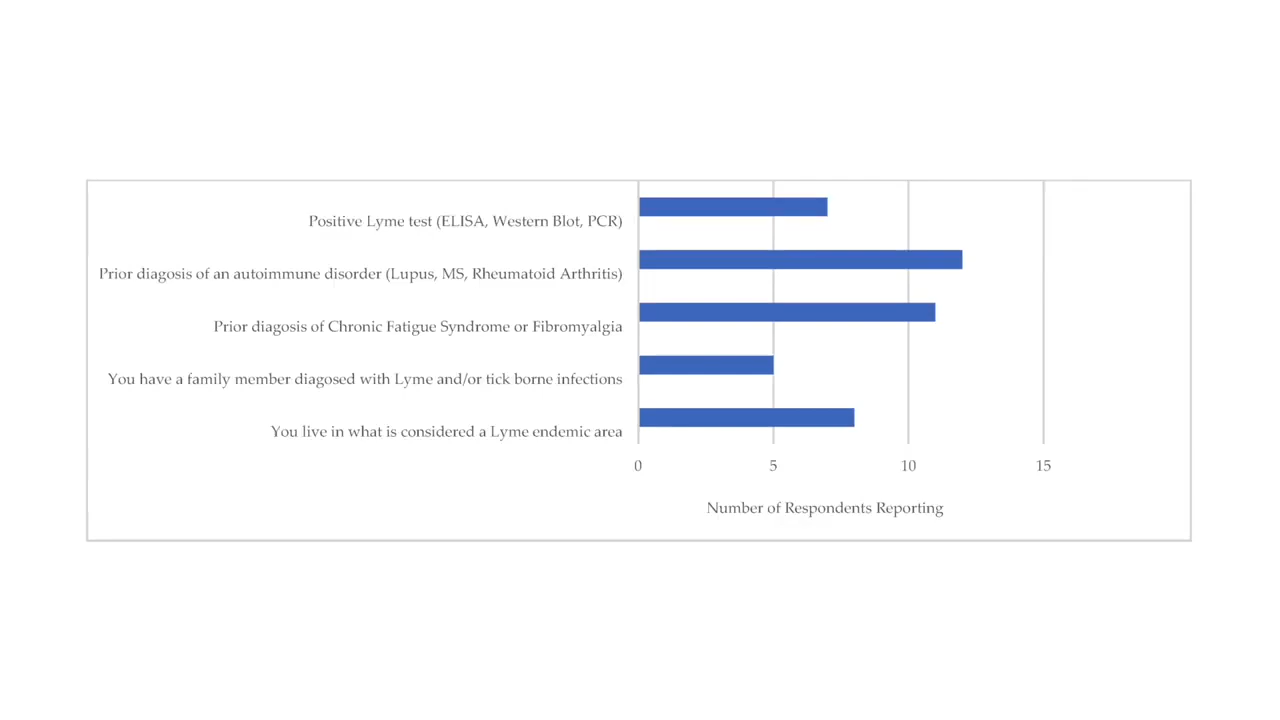 Positive Lyme test (ELISA, Western Blot, PCR)
Prior diagosis of an autoimmune disorder (Lupus, MS, Rheumatoid Arthritis)
Prior diagosis of Chronic Fatigue Syndrome or Fibromyalgia
You have a family member diagosed with Lyme and/or tick borne infections
You live in what is considered a Lyme endemic area
0 5 10 15
Number of Respondents Reporting